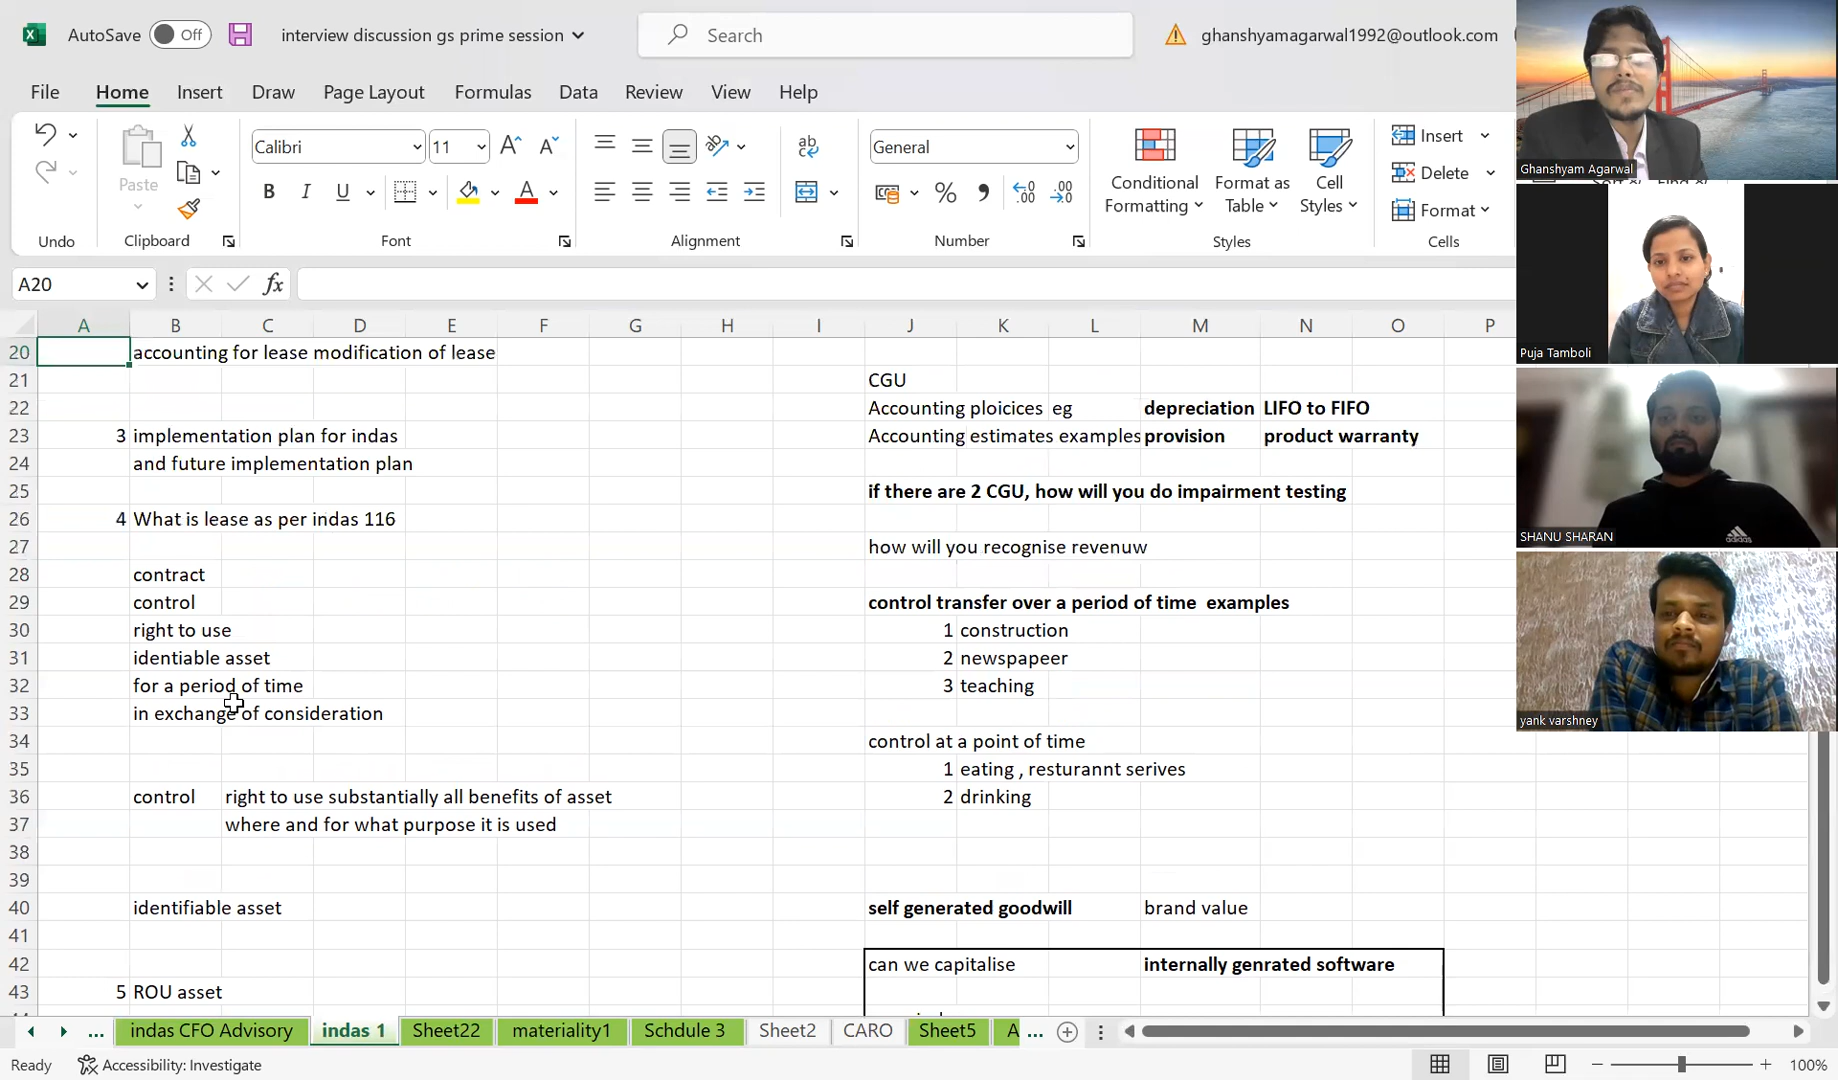 AutoSave Off interview discussion gs prime session Search ghanshyamagarwal1992@outlook.com
File Home Insert Draw Page Layout Formulas Data Review View Help
Paste
Calibri 11
B I U
ab
General
% ,
Conditional Formatting
Format as Table
Cell Styles
Insert
Delete
Format
Undo Clipboard Font Alignment Number Styles Cells
A20 fx
A B C D E F G H I J K L M N O P
20 accounting for lease modification of lease
21 CGU
22 Accounting ploicices eg depreciation LIFO to FIFO
23 3 implementation plan for indas Accounting estimates examples provision product warranty
24 and future implementation plan
25 if there are 2 CGU, how will you do impairment testing
26 4 What is lease as per indas 116
27 how will you recognise revenuw
28 contract
29 control control transfer over a period of time examples
30 right to use 1 construction
31 identiable asset 2 newspapeer
32 for a period of time 3 teaching
33 in exchange of consideration
34 control at a point of time
35 1 eating , resturannt serives
36 control right to use substantially all benefits of asset 2 drinking
37 where and for what purpose it is used
38
39
40 identifiable asset self generated goodwill brand value
41
42 can we capitalise internally genrated software
43 5 ROU asset
... indas CFO Advisory indas 1 Sheet22 materiality1 Schdule 3 Sheet2 CARO Sheet5 A ...
Ready Accessibility: Investigate 100%
Ghanshyam Agarwal
Puja Tamboli
SHANU SHARAN
adidas
yank varshney